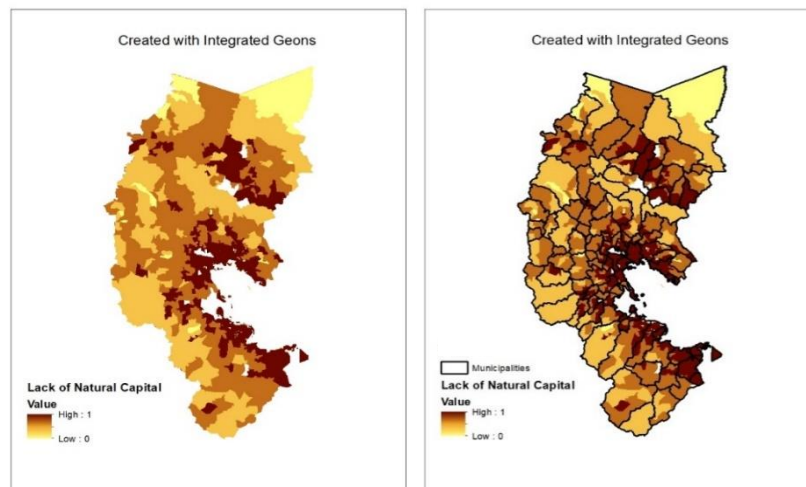 Created with Integrated Geons
Lack of Natural Capital
Value
High : 1
Low : 0
Created with Integrated Geons
Municipalities
Lack of Natural Capital
Value
High : 1
Low : 0